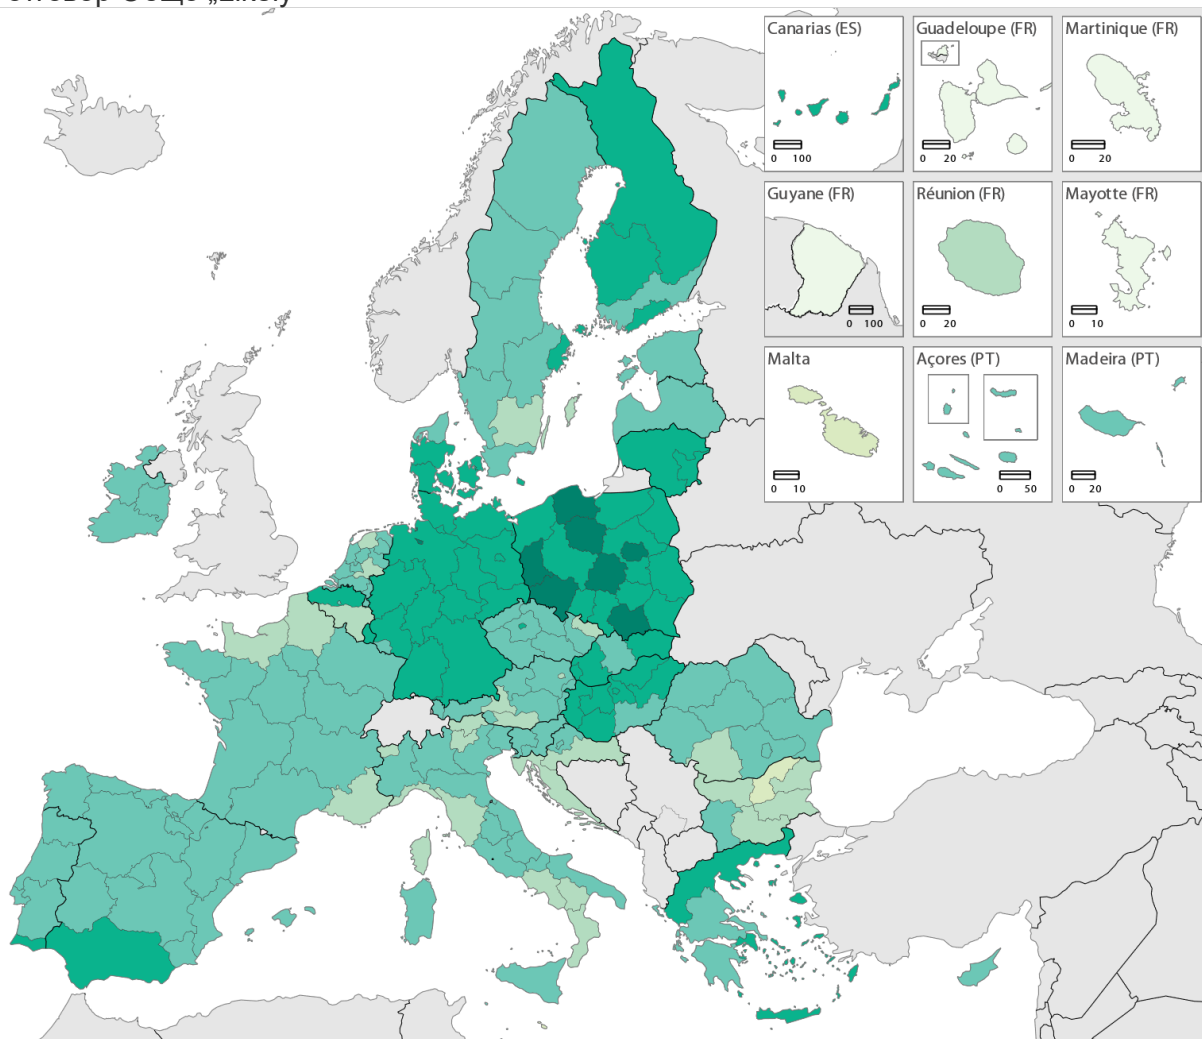 Canarias (ES)
0 100
Guadeloupe (FR)
0 20
Martinique (FR)
0 20
Guyane (FR)
0 100
Réunion (FR)
0 20
Mayotte (FR)
0 10
Malta
0 10
Açores (PT)
0 50
Madeira (PT)
0 20